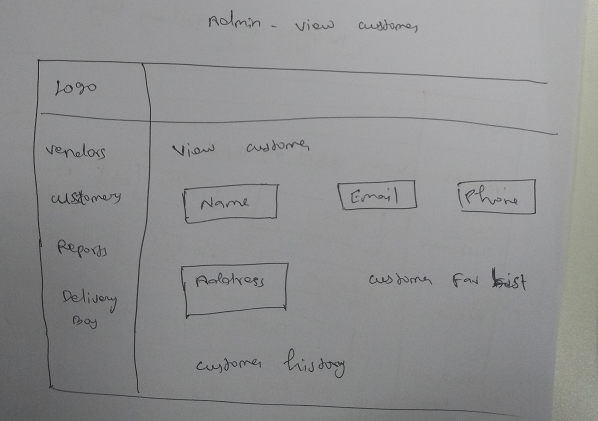 Admin - View customer
Logo
Vendors
customers
Reports
Delivery
Boy
View customer
Name
Email
Phone
Address
customer Fav List
customer history